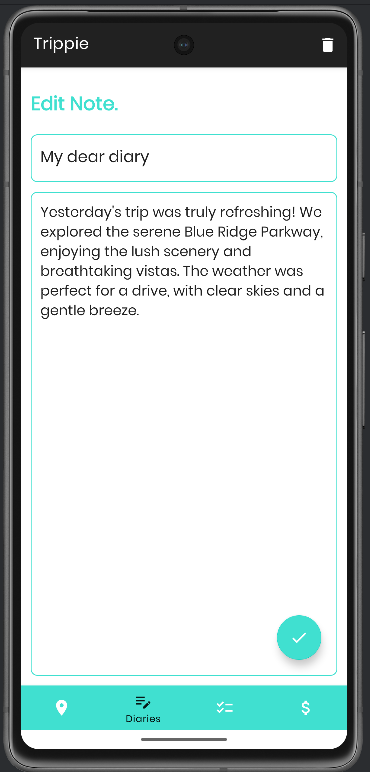 Trippie
Edit Note.
My dear diary
Yesterday's trip was truly refreshing! We
explored the serene Blue Ridge Parkway,
enjoying the lush scenery and
breathtaking vistas. The weather was
perfect for a drive, with clear skies and a
gentle breeze.
Diaries